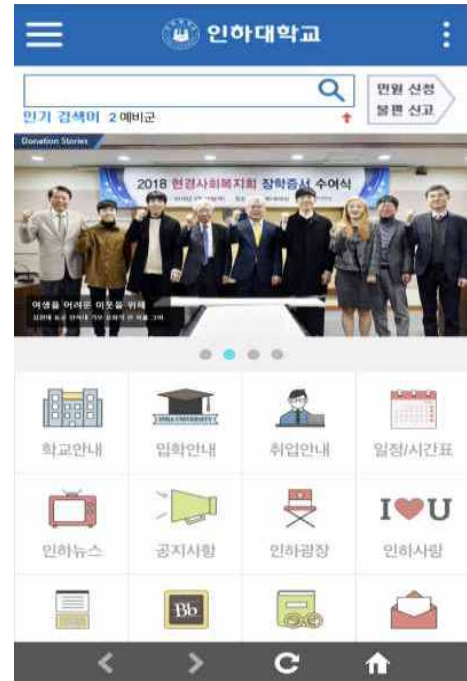 인하대학교
민원 신청
불편 신고
인기 검색어 2 예비군
Donation Stories
2018 현경사회복지회 장학증서 수여식
여생을 어려운 이웃을 위해
INHA UNIVERSITY
학교안내
입학안내
취업안내
일정/시간표
I U
인하뉴스
공지사항
인하광장
인하사랑
Bb